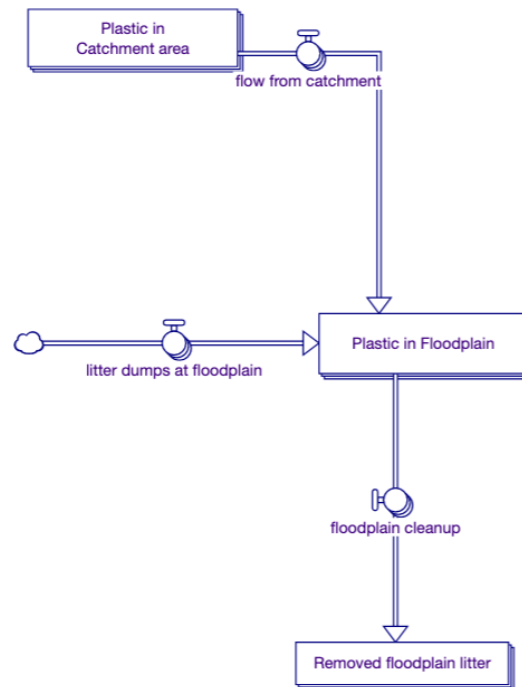 Plastic in
Catchment area
flow from catchment
Plastic in Floodplain
litter dumps at floodplain
floodplain cleanup
Removed floodplain litter